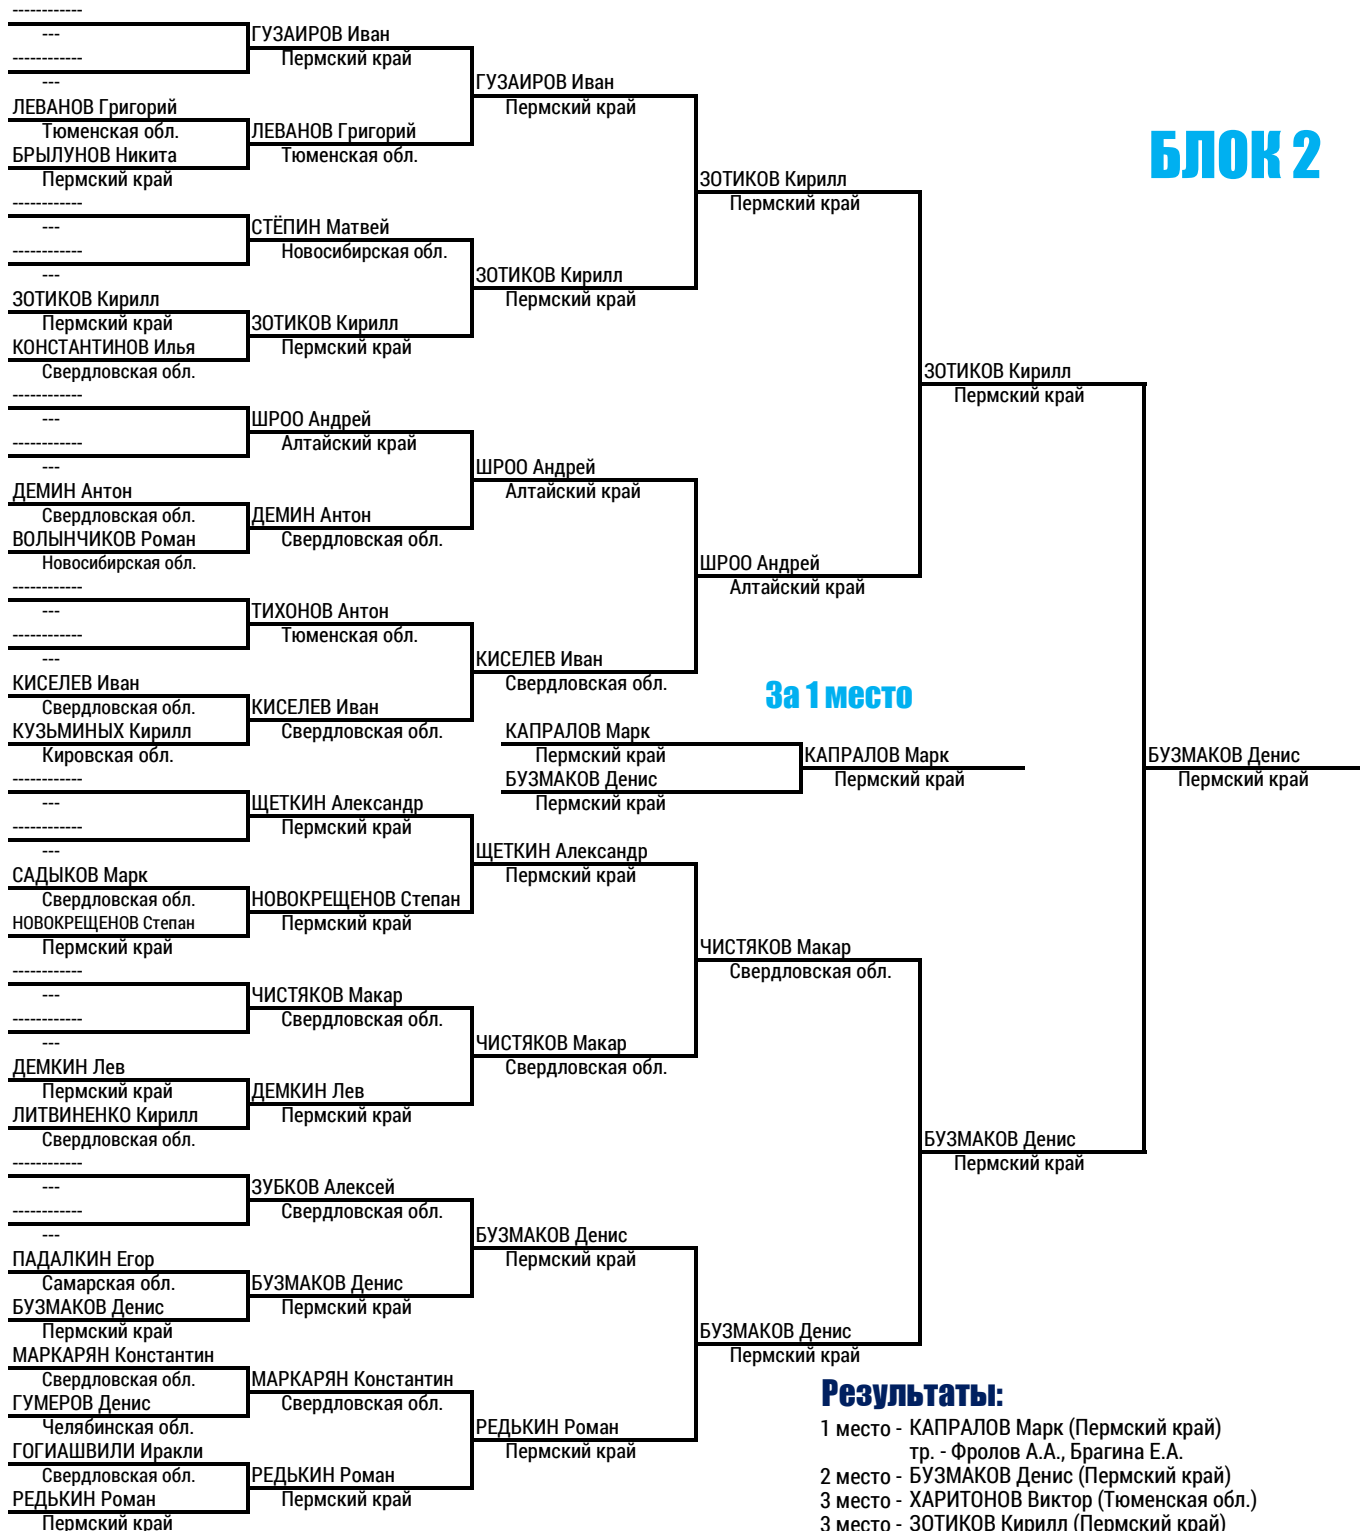 ------------
---
------------
---
ЛЕВАНОВ Григорий
Тюменская обл.
БРЫЛУНОВ Никита
Пермский край
------------
---
------------
---
ЗОТИКОВ Кирилл
Пермский край
КОНСТАНТИНОВ Илья
Свердловская обл.
------------
---
------------
---
ДЕМИН Антон
Свердловская обл.
ВОЛЫНЧИКОВ Роман
Новосибирская обл.
------------
---
------------
---
КИСЕЛЕВ Иван
Свердловская обл.
КУЗЬМИНЫХ Кирилл
Кировская обл.
------------
---
------------
---
САДЫКОВ Марк
Свердловская обл.
НОВОКРЕЩЕНОВ Степан
Пермский край
------------
---
------------
---
ДЕМКИН Лев
Пермский край
ЛИТВИНЕНКО Кирилл
Свердловская обл.
------------
---
------------
---
ПАДАЛКИН Егор
Самарская обл.
БУЗМАКОВ Денис
Пермский край
МАРКАРЯН Константин
Свердловская обл.
ГУМЕРОВ Денис
Челябинская обл.
ГОГИАШВИЛИ Иракли
Свердловская обл.
РЕДЬКИН Роман
Пермский край
ГУЗАИРОВ Иван
Пермский край
ЛЕВАНОВ Григорий
Тюменская обл.
СТЁПИН Матвей
Новосибирская обл.
ЗОТИКОВ Кирилл
Пермский край
ШРОО Андрей
Алтайский край
ДЕМИН Антон
Свердловская обл.
ТИХОНОВ Антон
Тюменская обл.
КИСЕЛЕВ Иван
Свердловская обл.
ЩЕТКИН Александр
Пермский край
НОВОКРЕЩЕНОВ Степан
Пермский край
ЧИСТЯКОВ Макар
Свердловская обл.
ДЕМКИН Лев
Пермский край
ЗУБКОВ Алексей
Свердловская обл.
БУЗМАКОВ Денис
Пермский край
МАРКАРЯН Константин
Свердловская обл.
РЕДЬКИН Роман
Пермский край
ГУЗАИРОВ Иван
Пермский край
ЗОТИКОВ Кирилл
Пермский край
ШРОО Андрей
Алтайский край
КИСЕЛЕВ Иван
Свердловская обл.
ЩЕТКИН Александр
Пермский край
ЧИСТЯКОВ Макар
Свердловская обл.
БУЗМАКОВ Денис
Пермский край
РЕДЬКИН Роман
Пермский край
ЗОТИКОВ Кирилл
Пермский край
ШРОО Андрей
Алтайский край
ЧИСТЯКОВ Макар
Свердловская обл.
БУЗМАКОВ Денис
Пермский край
ЗОТИКОВ Кирилл
Пермский край
БУЗМАКОВ Денис
Пермский край
БУЗМАКОВ Денис
Пермский край
БЛОК 2
За 1 место
КАПРАЛОВ Марк
Пермский край
БУЗМАКОВ Денис
Пермский край
КАПРАЛОВ Марк
Пермский край
Результаты:
1 место - КАПРАЛОВ Марк (Пермский край)
тр. - Фролов А.А., Брагина Е.А.
2 место - БУЗМАКОВ Денис (Пермский край)
3 место - ХАРИТОНОВ Виктор (Тюменская обл.)
3 место - ЗОТИКОВ Кирилл (Пермский край)